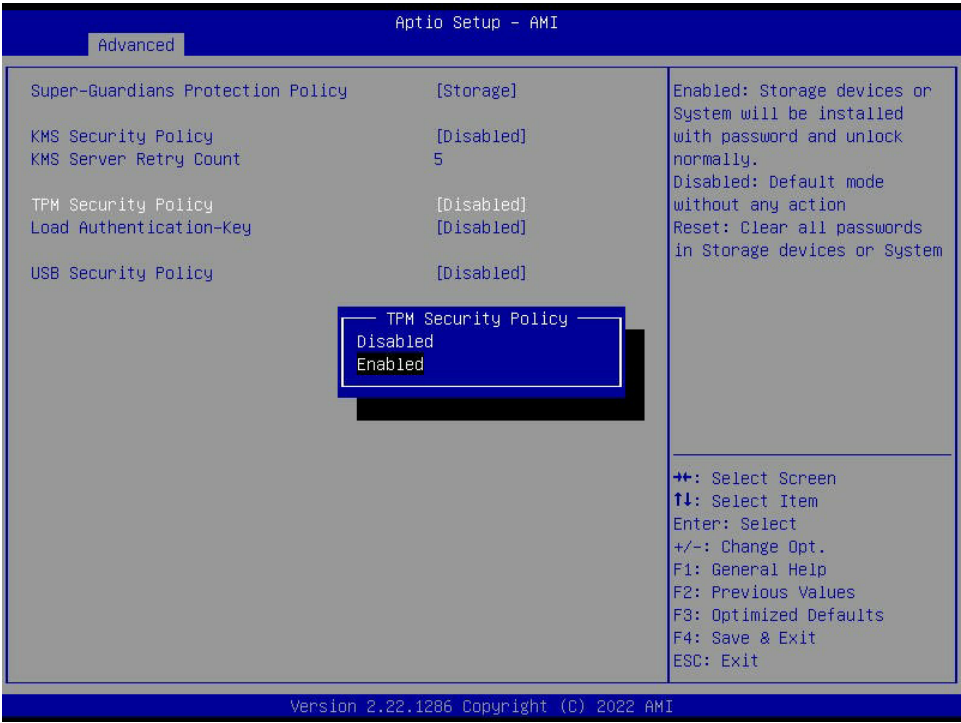 Aptio Setup – AMI
Advanced
Super-Guardians Protection Policy [Storage]
KMS Security Policy [Disabled]
KMS Server Retry Count 5
TPM Security Policy [Disabled]
Load Authentication-Key [Disabled]
USB Security Policy [Disabled]
TPM Security Policy
Disabled
Enabled
Enabled: Storage devices or
System will be installed
with password and unlock
normally.
Disabled: Default mode
without any action
Reset: Clear all passwords
in Storage devices or System
→←: Select Screen
↑↓: Select Item
Enter: Select
+/-: Change Opt.
F1: General Help
F2: Previous Values
F3: Optimized Defaults
F4: Save & Exit
ESC: Exit
Version 2.22.1286 Copyright (C) 2022 AMI